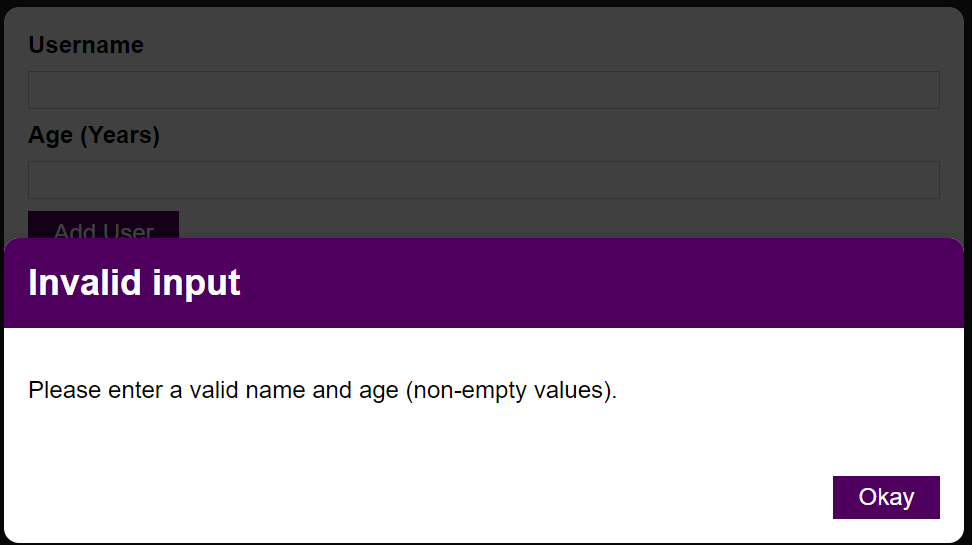 Username
Age (Years)
Add User
Invalid input
Please enter a valid name and age (non-empty values).
Okay